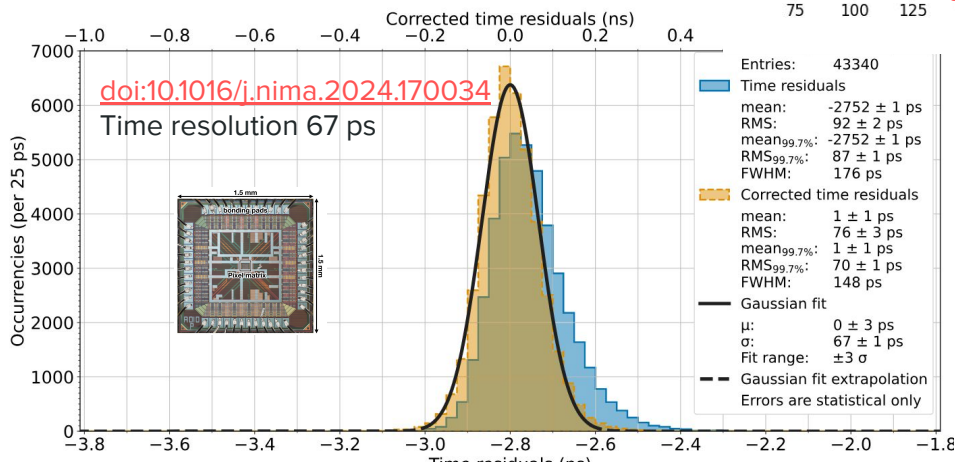 75 100 125
Corrected time residuals (ns)
−1.0 −0.8 −0.6 −0.4 −0.2 0.0 0.2 0.4
7000
6000
5000
4000
3000
2000
1000
0
Occurrencies (per 25 ps)
doi:10.1016/j.nima.2024.170034
Time resolution 67 ps
1.5 mm
bonding pads
Pixel matrix
1.5 mm
Entries: 43340
Time residuals
mean: -2752 ± 1 ps
RMS: 92 ± 2 ps
mean99.7%: -2752 ± 1 ps
RMS99.7%: 87 ± 1 ps
FWHM: 176 ps
Corrected time residuals
mean: 1 ± 1 ps
RMS: 76 ± 3 ps
mean99.7%: 1 ± 1 ps
RMS99.7%: 70 ± 1 ps
FWHM: 148 ps
Gaussian fit
μ: 0 ± 3 ps
σ: 67 ± 1 ps
Fit range: ±3 σ
Gaussian fit extrapolation
Errors are statistical only
−3.8 −3.6 −3.4 −3.2 −3.0 −2.8 −2.6 −2.4 −2.2 −2.0 −1.8
Time residuals (ns)